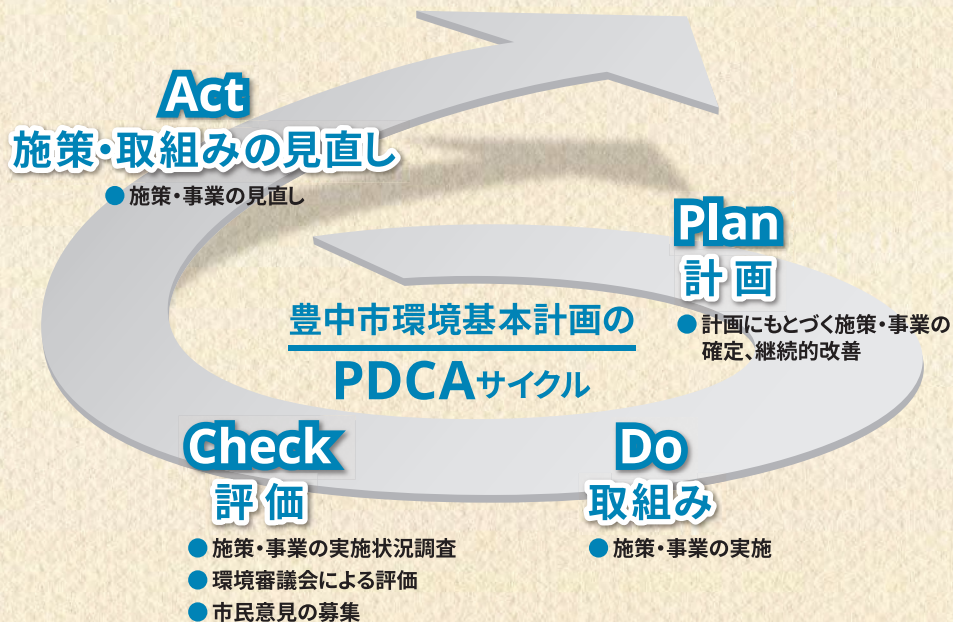 豊中市環境基本計画の
PDCAサイクル
Plan
計画
● 計画にもとづく施策・事業の
確定、継続的改善
Do
取組み
● 施策・事業の実施
Check
評価
● 施策・事業の実施状況調査
● 環境審議会による評価
● 市民意見の募集
Act
施策・取組みの見直し
● 施策・事業の見直し